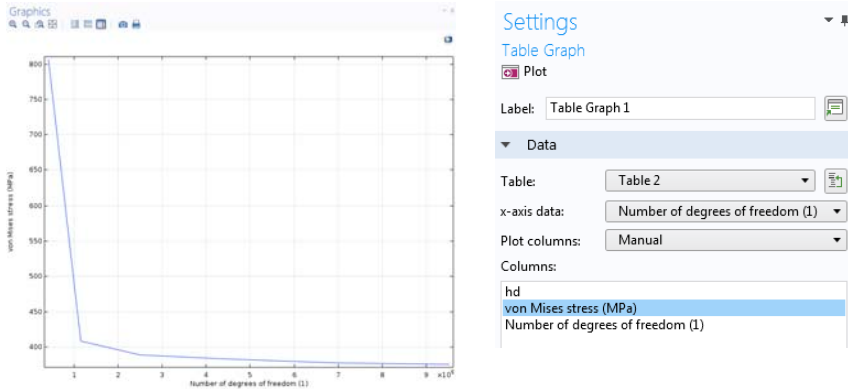 Graphics
800
750
700
650
600
550
500
450
400
von Mises stress (MPa)
1 2 3 4 5 6 7 8 9 ×10⁵
Number of degrees of freedom (1)
Settings
Table Graph
Plot
Label: Table Graph 1
Data
Table: Table 2
x-axis data: Number of degrees of freedom (1)
Plot columns: Manual
Columns:
hd
von Mises stress (MPa)
Number of degrees of freedom (1)